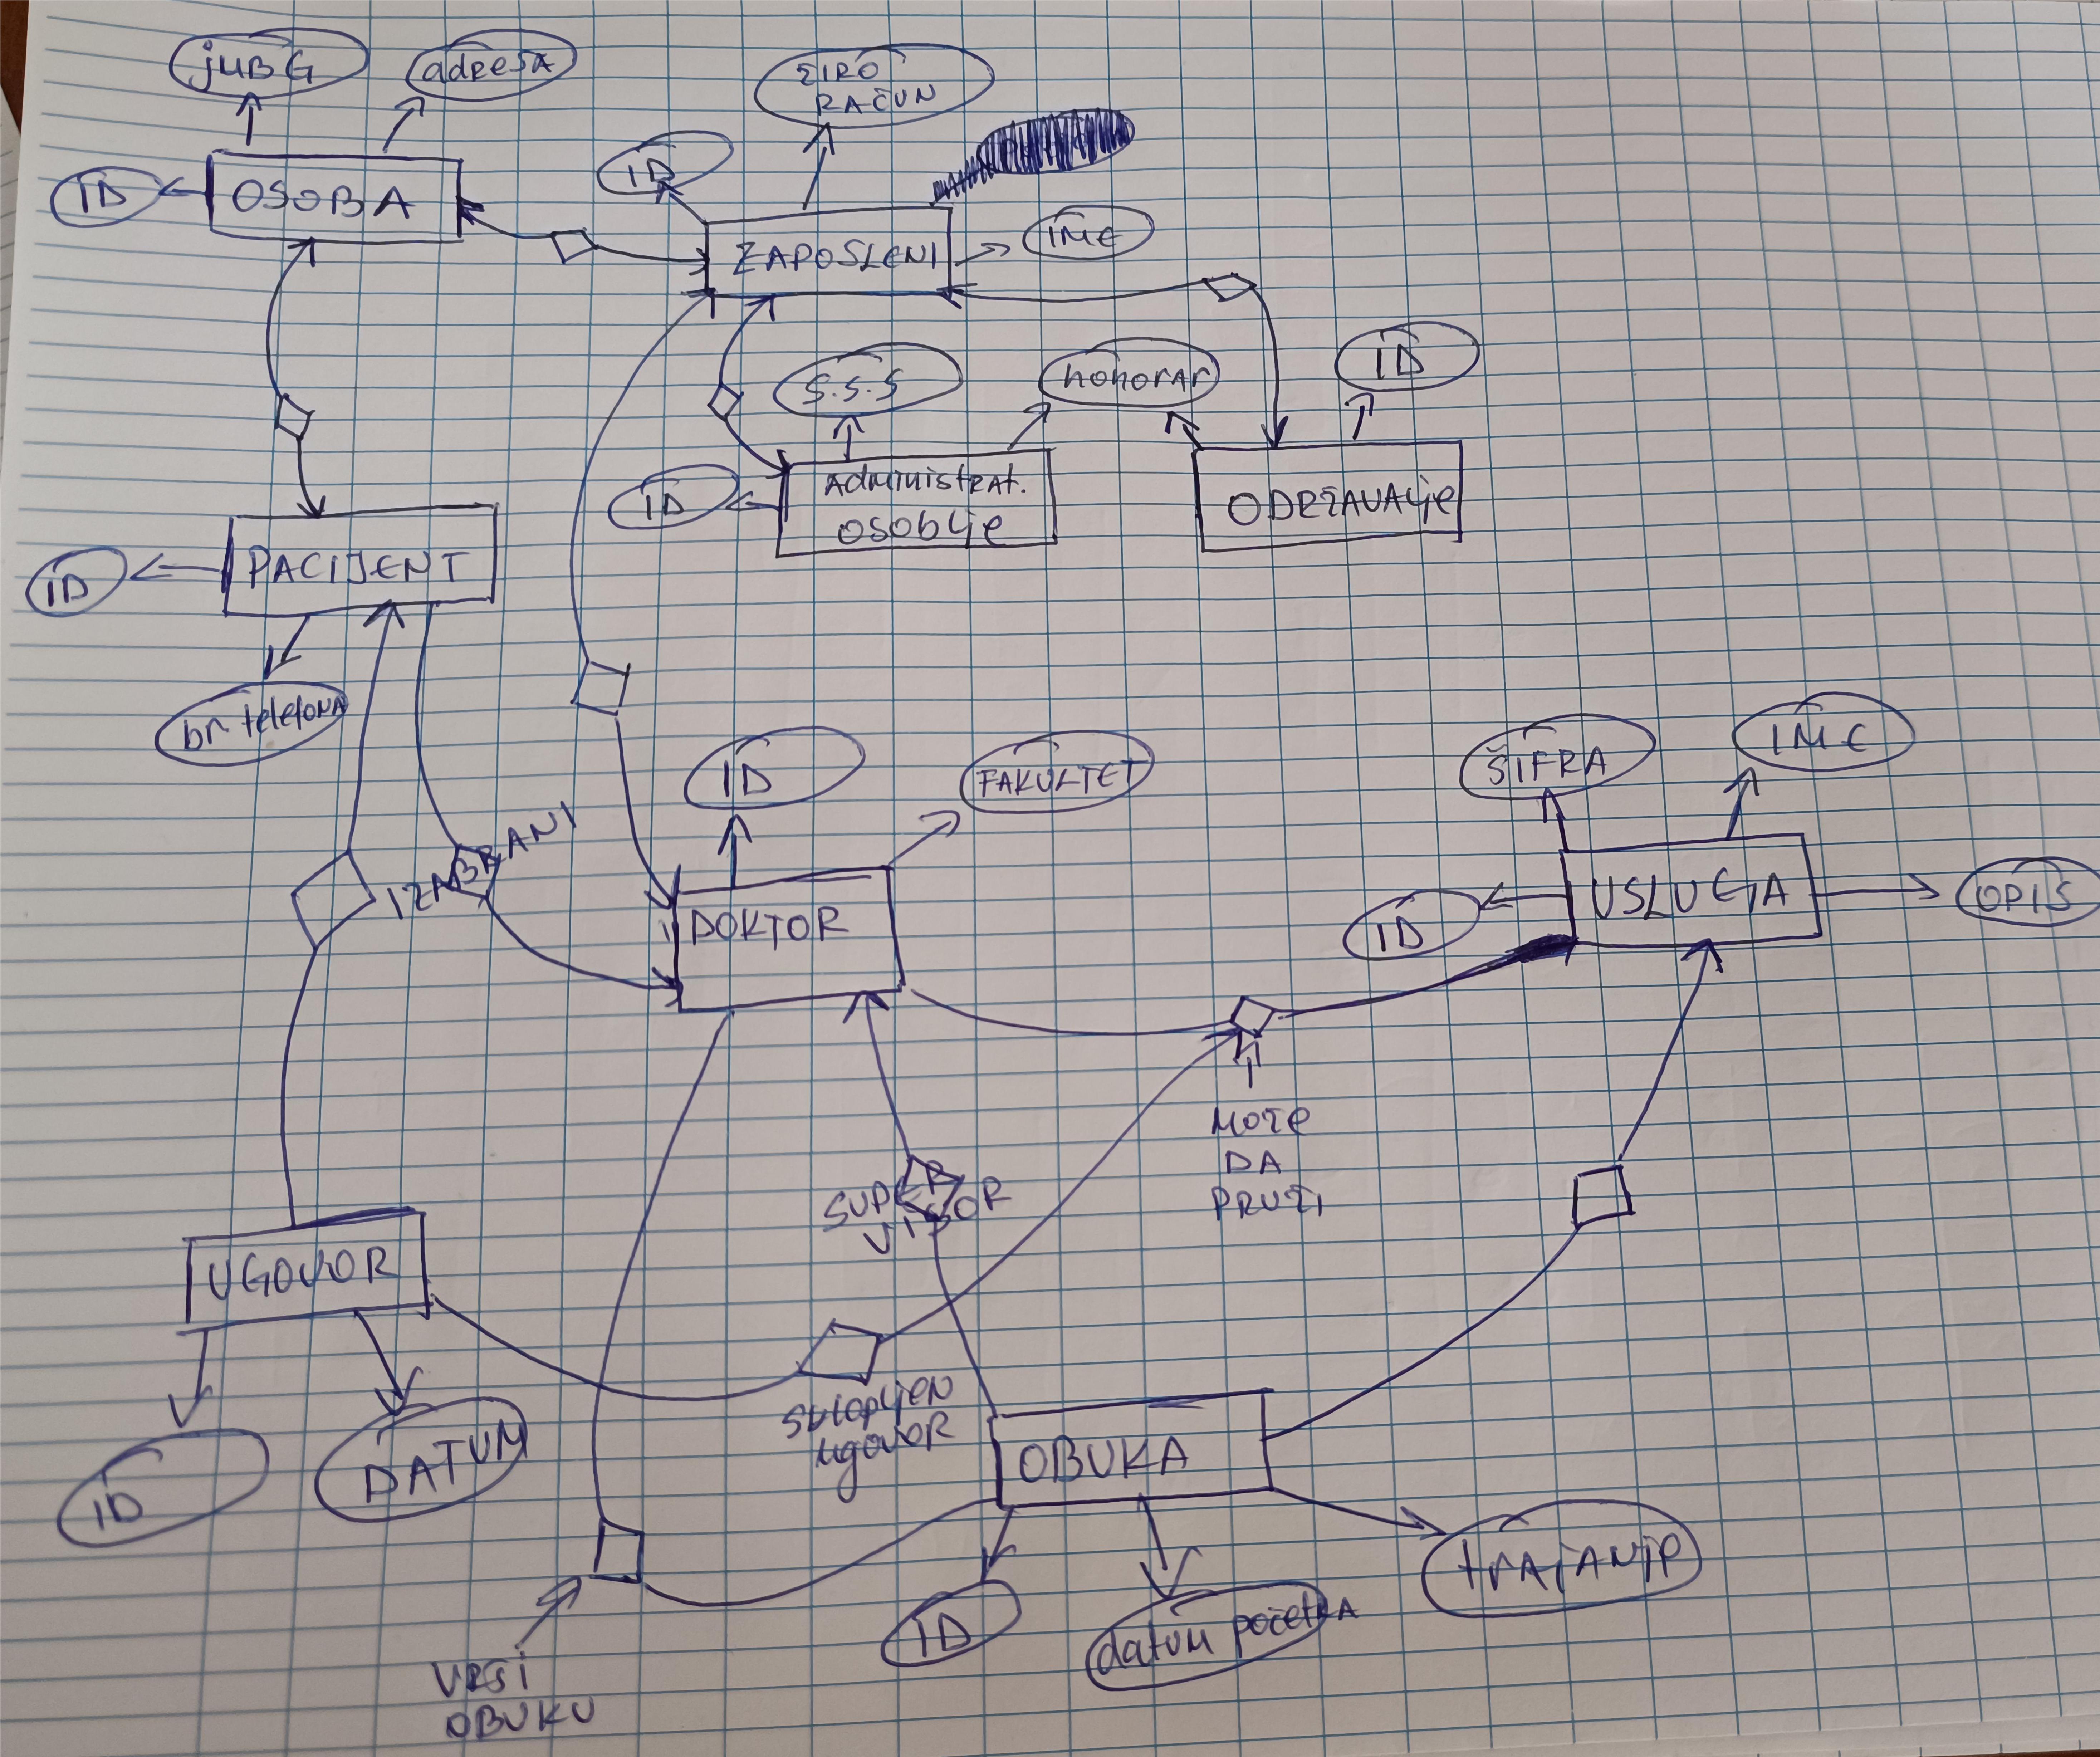 jMBG
adresa
ŽIRO
RAČUN
ID
OSOBA
ID
ZAPOSLENI
IME
S.S.S
honorar
ID
ID
Administrat.
osoblje
ODRŽAVAnje
ID
PACIJENT
br telefona
ID
FAKULTET
ŠIFRA
IME
IZABRANI
DOKTOR
ID
USLUGA
OPIS
MOŽE
DA
PRUŽI
SUPER
VISOR
UGOVOR
sklopljen
ugovor
ID
DATUM
OBUKA
trajanje
ID
datum početka
VRŠI
OBUKU